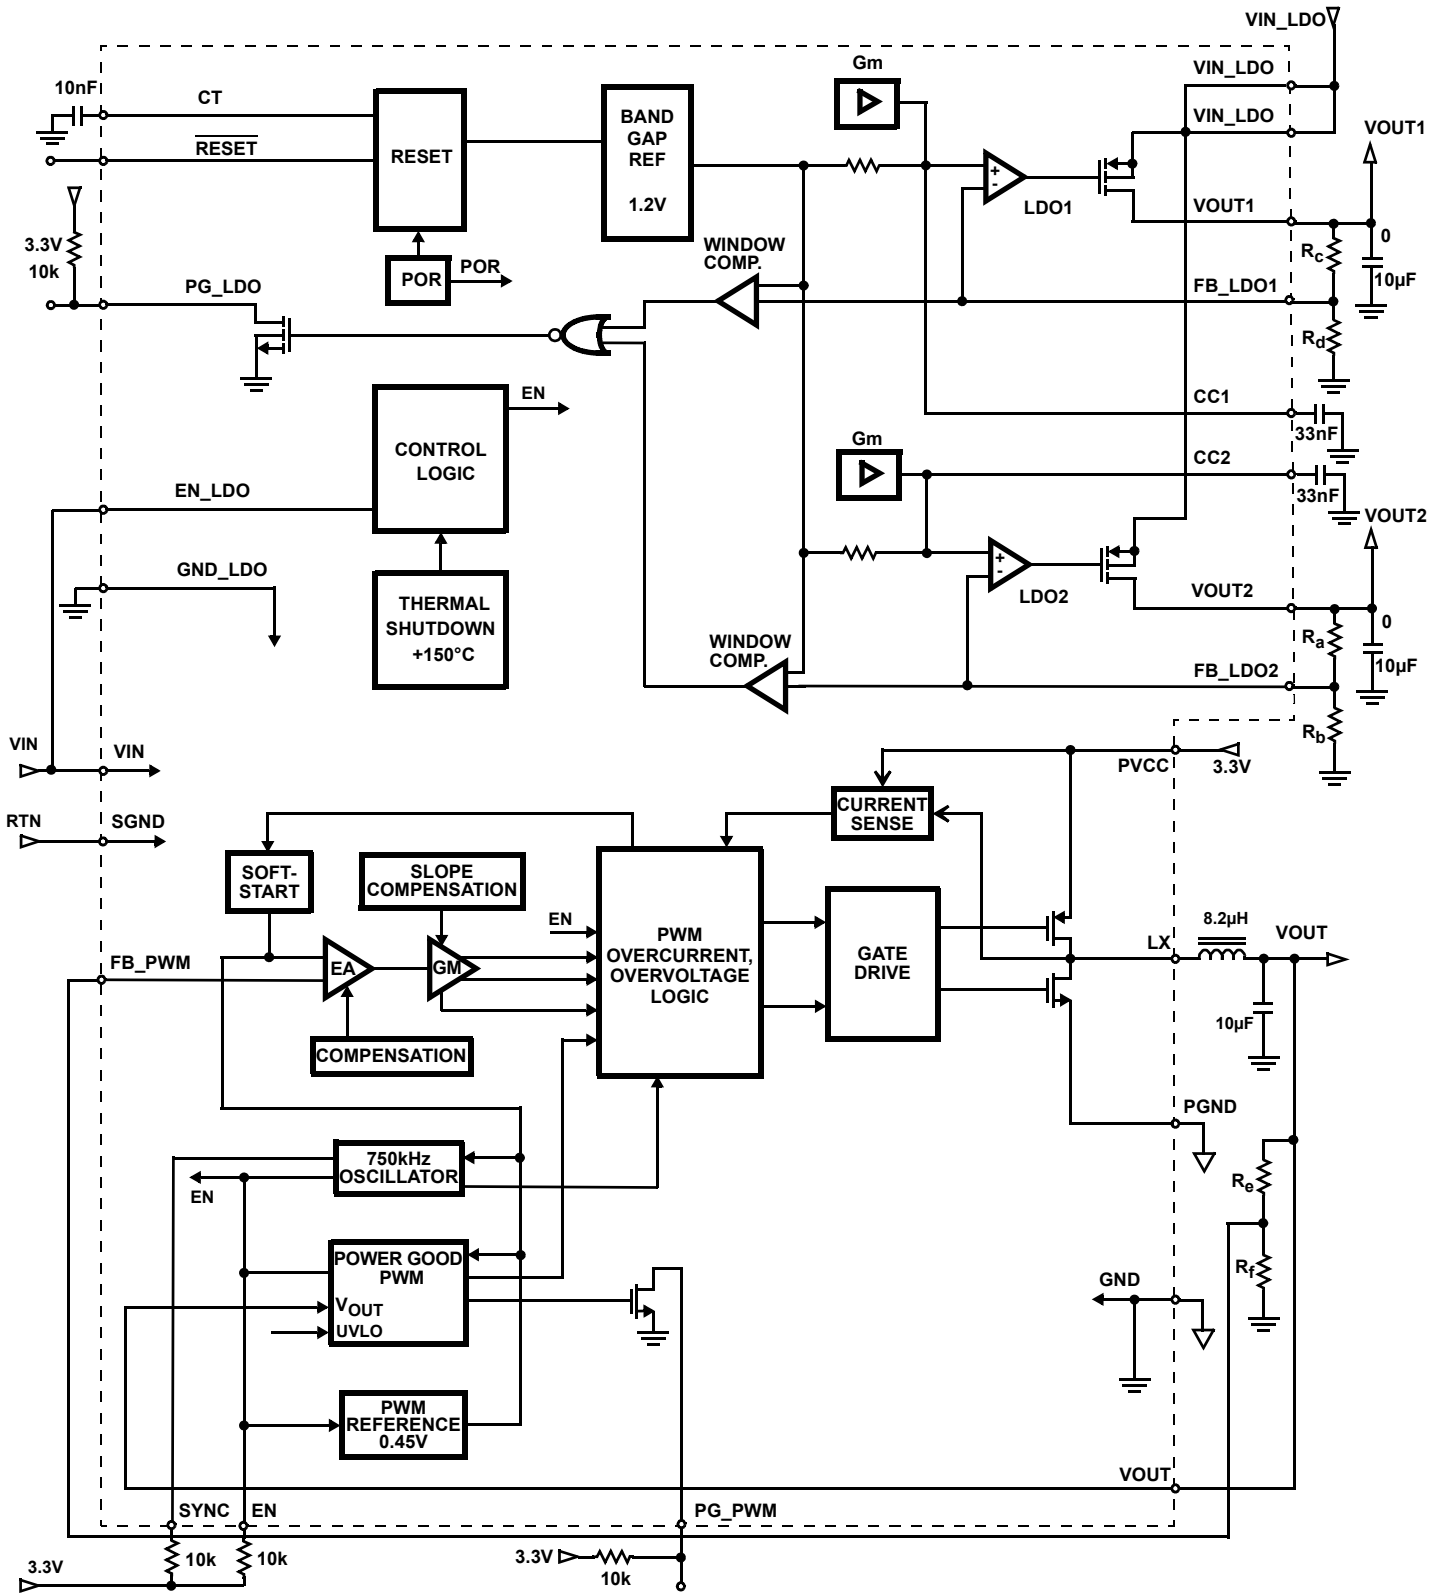 VIN_LDO
10nF
CT
RESET
RESET
BAND
GAP
REF
1.2V
Gm
VIN_LDO
VIN_LDO
VOUT1
+
-
LDO1
VOUT1
0
3.3V
10k
POR
POR
WINDOW
COMP.
Rc
10µF
PG_LDO
FB_LDO1
Rd
EN
CONTROL
LOGIC
CC1
33nF
Gm
CC2
33nF
EN_LDO
VOUT2
+
-
LDO2
GND_LDO
THERMAL
SHUTDOWN
+150°C
VOUT2
0
WINDOW
COMP.
Ra
10µF
FB_LDO2
Rb
VIN
VIN
PVCC
3.3V
RTN
SGND
CURRENT
SENSE
SOFT-
START
SLOPE
COMPENSATION
EN
PWM
OVERCURRENT,
OVERVOLTAGE
LOGIC
GATE
DRIVE
8.2µH
LX
VOUT
FB_PWM
EA
GM
10µF
COMPENSATION
PGND
750kHz
OSCILLATOR
EN
Re
POWER GOOD
PWM
VOUT
UVLO
GND
Rf
PWM
REFERENCE
0.45V
VOUT
SYNC
EN
PG_PWM
10k
10k
3.3V
3.3V
10k